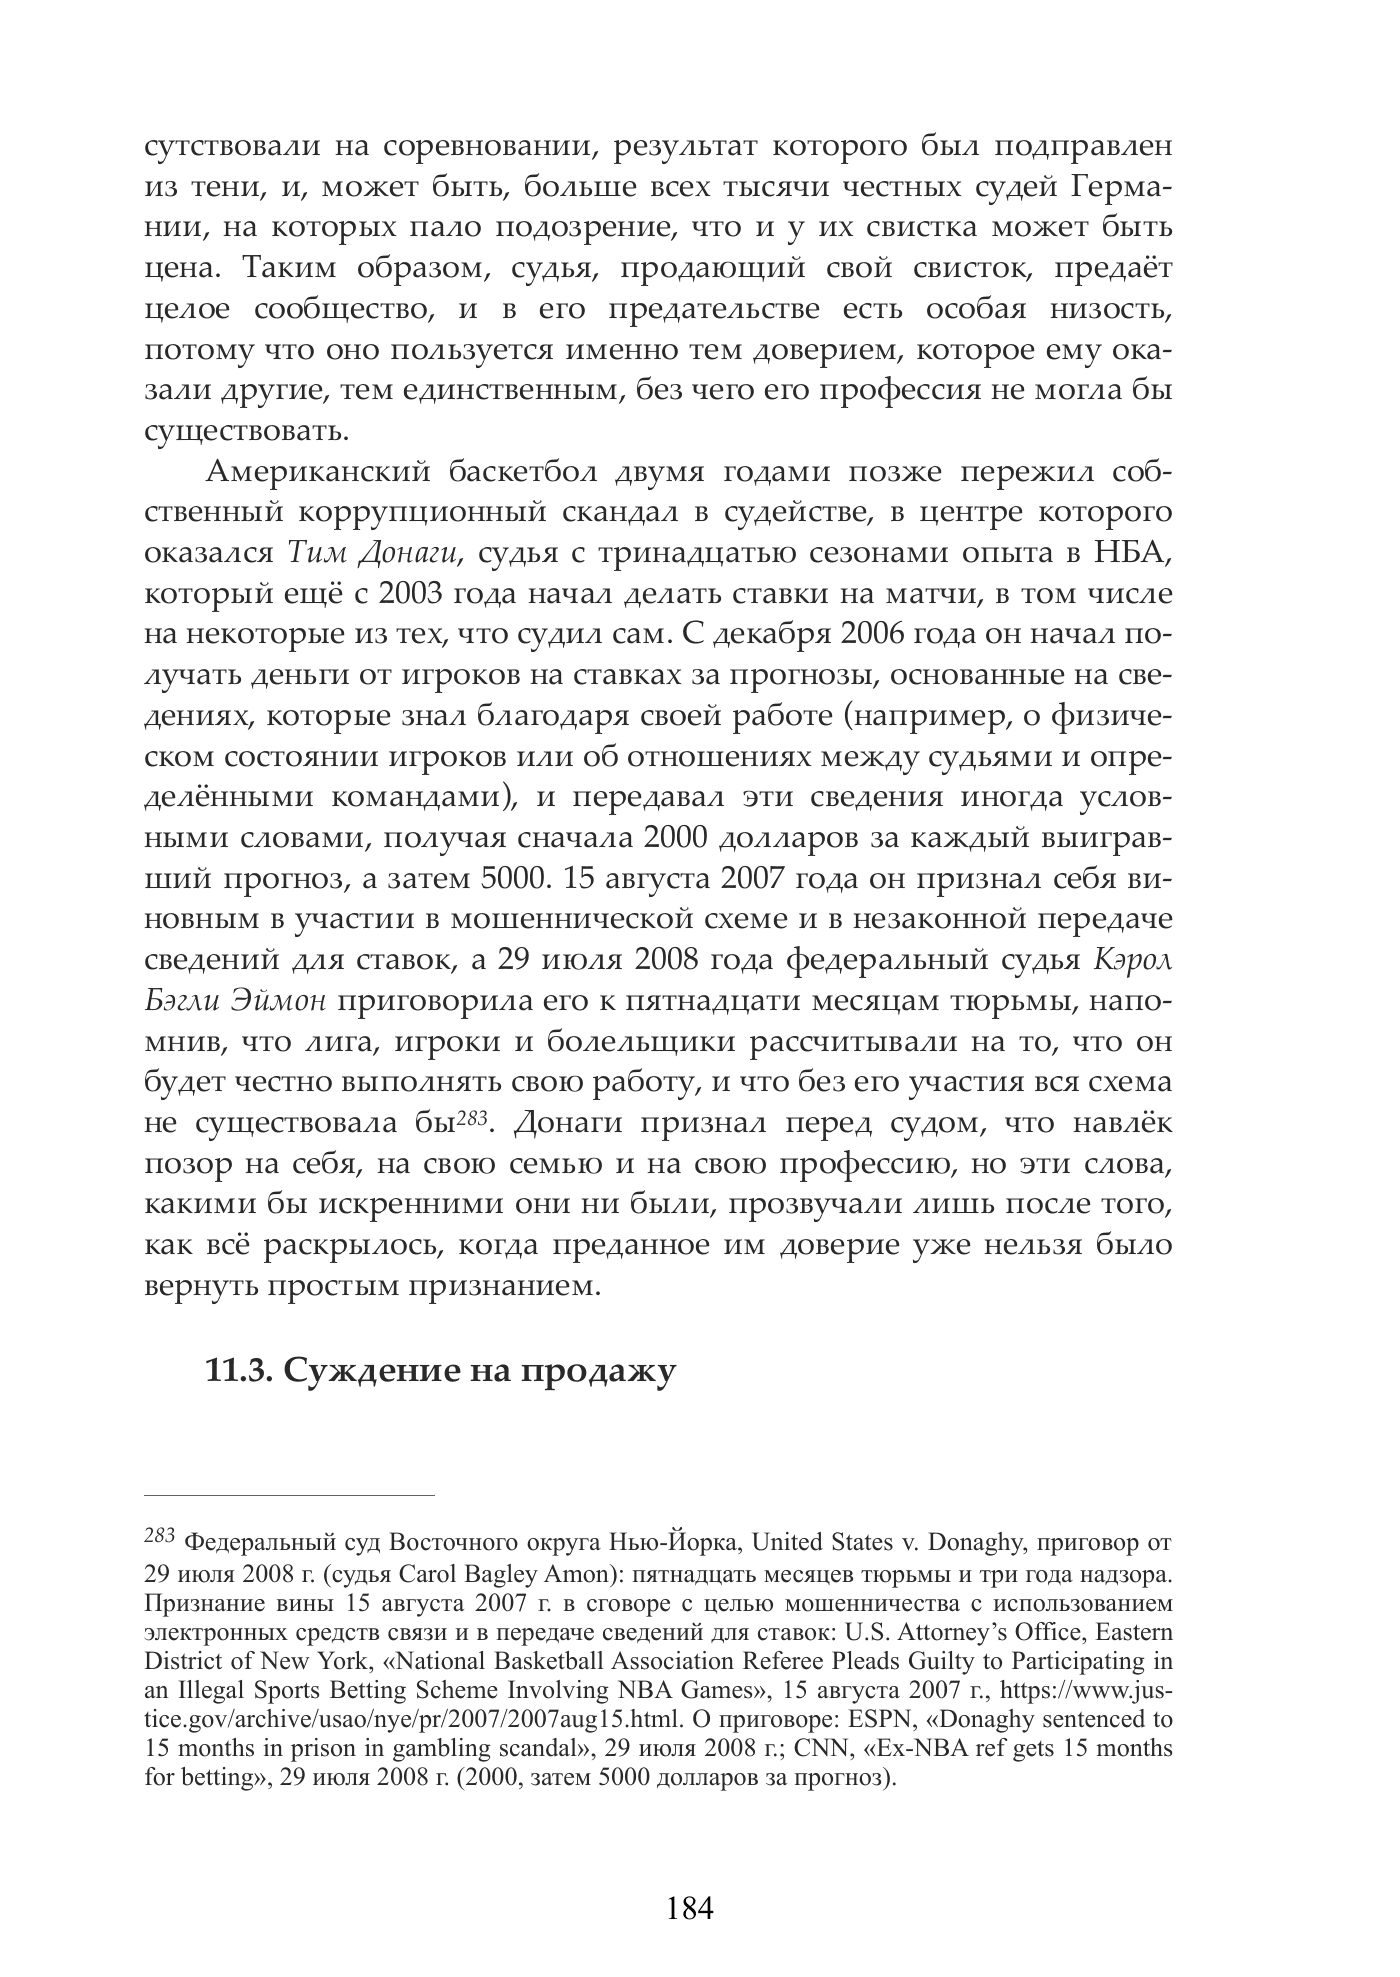 сутствовали на соревновании, результат которого был подправлен
из тени, и, может быть, больше всех тысячи честных судей Герма-
нии, на которых пало подозрение, что и у их свистка может быть
цена. Таким образом, судья, продающий свой свисток, предаёт
целое сообщество, и в его предательстве есть особая низость,
потому что оно пользуется именно тем доверием, которое ему ока-
зали другие, тем единственным, без чего его профессия не могла бы
существовать.
Американский баскетбол двумя годами позже пережил соб-
ственный коррупционный скандал в судействе, в центре которого
оказался Тим Донаги, судья с тринадцатью сезонами опыта в НБА,
который ещё с 2003 года начал делать ставки на матчи, в том числе
на некоторые из тех, что судил сам. С декабря 2006 года он начал по-
лучать деньги от игроков на ставках за прогнозы, основанные на све-
дениях, которые знал благодаря своей работе (например, о физиче-
ском состоянии игроков или об отношениях между судьями и опре-
делёнными командами), и передавал эти сведения иногда услов-
ными словами, получая сначала 2000 долларов за каждый выиграв-
ший прогноз, а затем 5000. 15 августа 2007 года он признал себя ви-
новным в участии в мошеннической схеме и в незаконной передаче
сведений для ставок, а 29 июля 2008 года федеральный судья Кэрол
Бэгли Эймон приговорила его к пятнадцати месяцам тюрьмы, напо-
мнив, что лига, игроки и болельщики рассчитывали на то, что он
будет честно выполнять свою работу, и что без его участия вся схема
не существовала бы283. Донаги признал перед судом, что навлёк
позор на себя, на свою семью и на свою профессию, но эти слова,
какими бы искренними они ни были, прозвучали лишь после того,
как всё раскрылось, когда преданное им доверие уже нельзя было
вернуть простым признанием.
11.3. Суждение на продажу
283 Федеральный суд Восточного округа Нью-Йорка, United States v. Donaghy, приговор от
29 июля 2008 г. (судья Carol Bagley Amon): пятнадцать месяцев тюрьмы и три года надзора.
Признание вины 15 августа 2007 г. в сговоре с целью мошенничества с использованием
электронных средств связи и в передаче сведений для ставок: U.S. Attorney’s Office, Eastern
District of New York, «National Basketball Association Referee Pleads Guilty to Participating in
an Illegal Sports Betting Scheme Involving NBA Games», 15 августа 2007 г., https://www.jus-
tice.gov/archive/usao/nye/pr/2007/2007aug15.html. О приговоре: ESPN, «Donaghy sentenced to
15 months in prison in gambling scandal», 29 июля 2008 г.; CNN, «Ex-NBA ref gets 15 months
for betting», 29 июля 2008 г. (2000, затем 5000 долларов за прогноз).
184